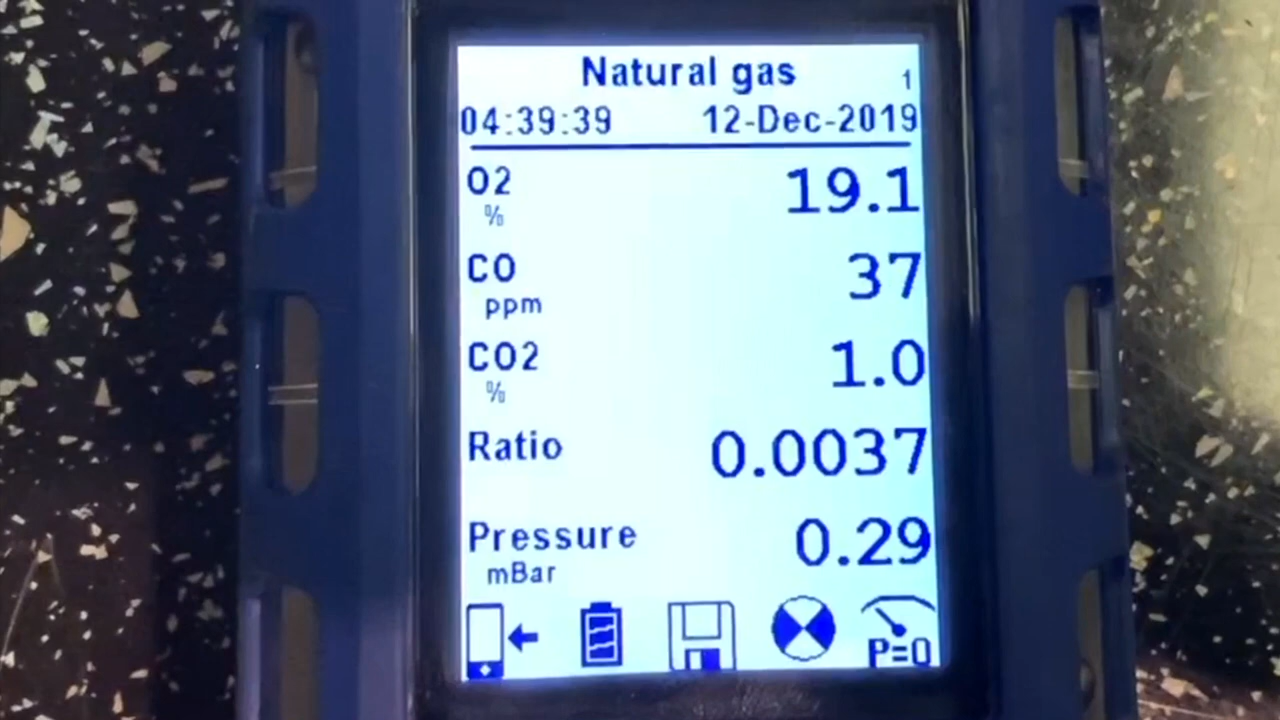 Natural gas 1
04:39:39 12-Dec-2019
O2 19.1
%
CO 37
ppm
CO2 1.0
%
Ratio 0.0037
Pressure 0.29
mBar
P=0